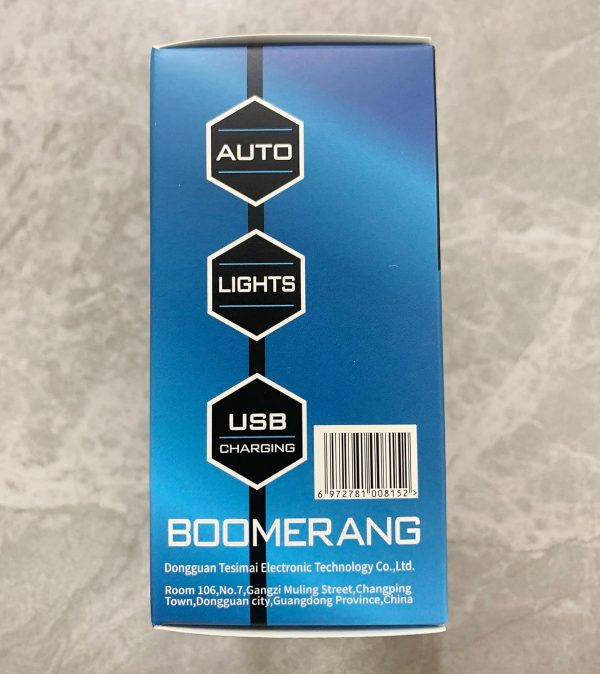 AUTO
LIGHTS
USB
CHARGING
6 972781 008152 >
BOOMERANG
Dongguan Tesimai Electronic Technology Co.,Ltd.
Room 106,No.7,Gangzi Muling Street,Changping
Town,Dongguan city,Guangdong Province,China